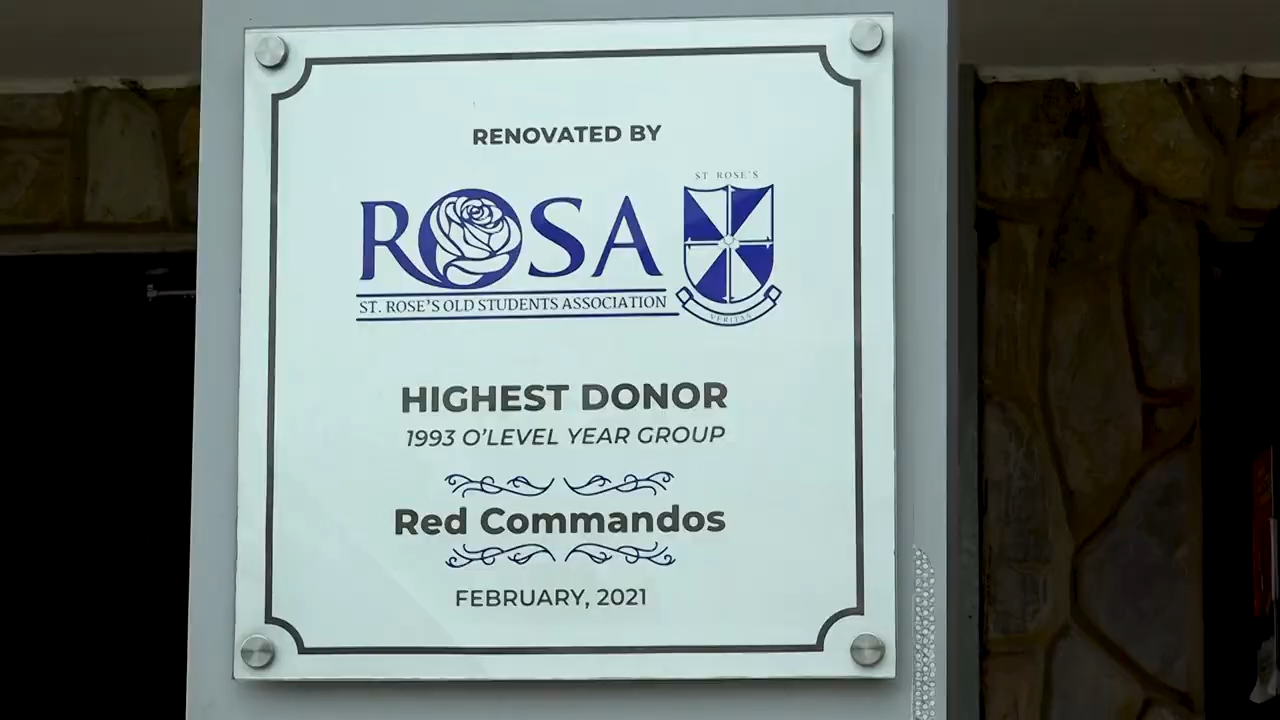 RENOVATED BY
ROSA
ST. ROSE'S OLD STUDENTS ASSOCIATION
ST ROSE'S
VERITAS
HIGHEST DONOR
1993 O'LEVEL YEAR GROUP
Red Commandos
FEBRUARY, 2021